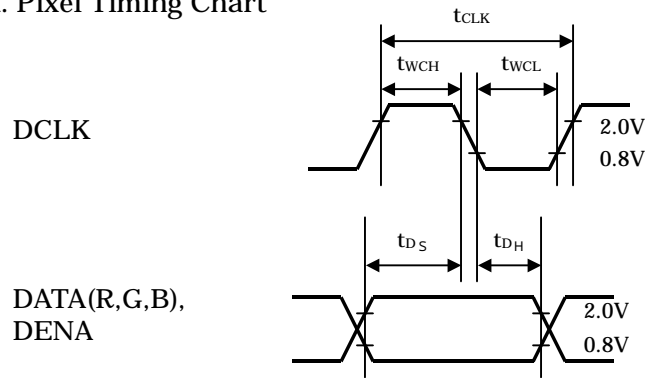 . Pixel Timing Chart
tCLK
tWCH
tWCL
DCLK
2.0V
0.8V
tDS
tDH
DATA(R,G,B),
DENA
2.0V
0.8V